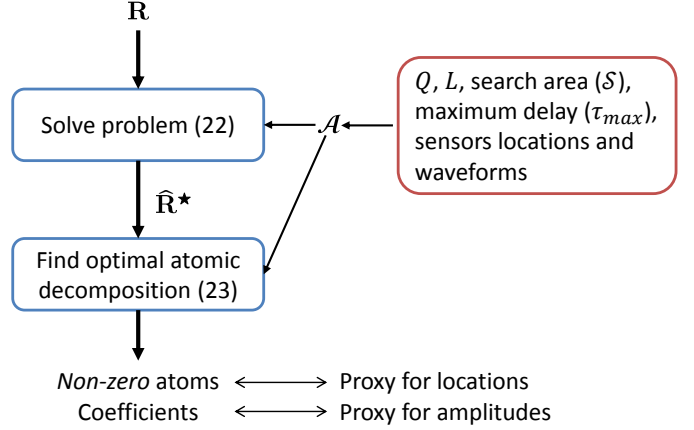 R
Solve problem (22)
𝒜
Q, L, search area (𝒮),
maximum delay (τ_max),
sensors locations and
waveforms
R̂★
Find optimal atomic
decomposition (23)
Non-zero atoms ⟷ Proxy for locations
Coefficients ⟷ Proxy for amplitudes